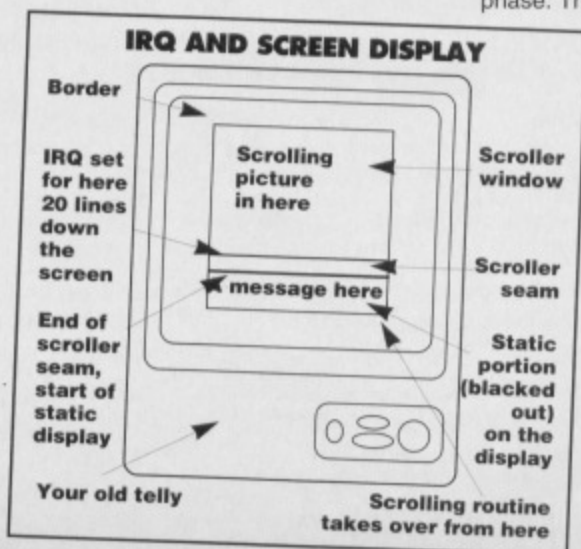 phase. Th
IRQ AND SCREEN DISPLAY
Border
IRQ set
for here
20 lines
down
the
screen
End of
scroller
seam,
start of
static
display
Your old telly
Scrolling
picture
in here
A message here
Scroller
window
Scroller
seam
Static
portion
(blacked
out)
on the
display
Scrolling routine
takes over from here